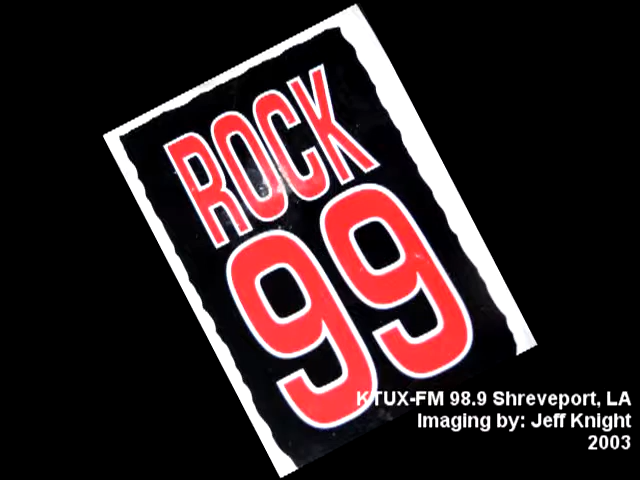 ROCK
99
KTUX-FM 98.9 Shreveport, LA
Imaging by: Jeff Knight
2003